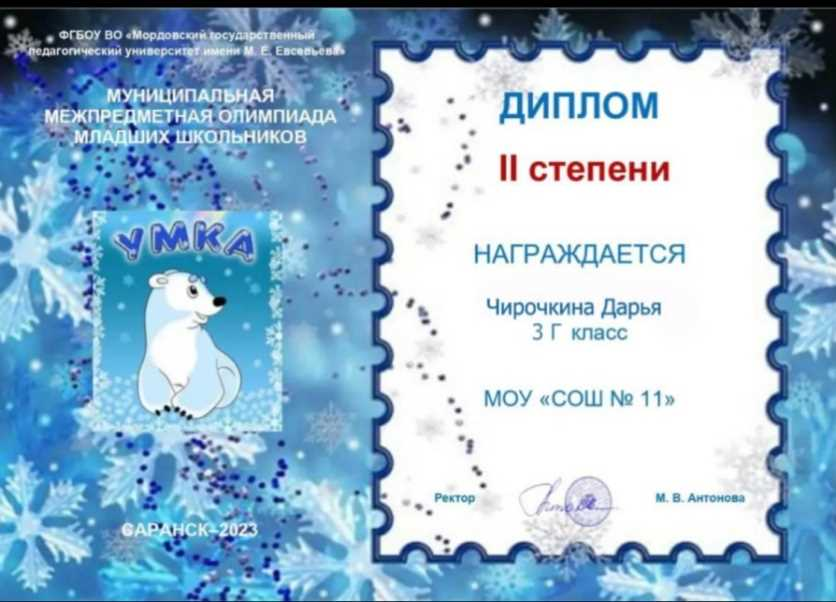 ФГБОУ ВО «Мордовский государственный
педагогический университет имени М. Е. Евсевьева»
МУНИЦИПАЛЬНАЯ
МЕЖПРЕДМЕТНАЯ ОЛИМПИАДА
МЛАДШИХ ШКОЛЬНИКОВ
УМКА
САРАНСК–2023
ДИПЛОМ
II степени
НАГРАЖДАЕТСЯ
Чирочкина Дарья
3 Г класс
МОУ «СОШ № 11»
Ректор
М. В. Антонова